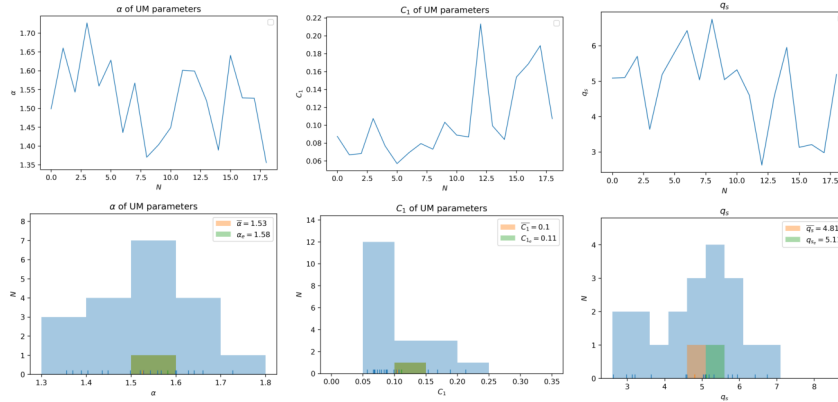 α of UM parameters
1.70
1.65
1.60
1.55
1.50
1.45
1.40
1.35
α
0.0 2.5 5.0 7.5 10.0 12.5 15.0 17.5
N
C₁ of UM parameters
0.22
0.20
0.18
0.16
0.14
0.12
0.10
0.08
0.06
C₁
0.0 2.5 5.0 7.5 10.0 12.5 15.0 17.5
N
qₛ
6
5
4
3
qₛ
0.0 2.5 5.0 7.5 10.0 12.5 15.0 17.5
N
α of UM parameters
α̅ = 1.53
αₑ = 1.58
8
7
6
5
4
3
2
1
0
N
1.3 1.4 1.5 1.6 1.7 1.8
α
C₁ of UM parameters
C̅₁ = 0.1
C₁ₑ = 0.11
14
12
10
8
6
4
2
0
N
0.00 0.05 0.10 0.15 0.20 0.25 0.30 0.35
C₁
qₛ
q̅ₛ = 4.81
qₛₑ = 5.1
4
3
2
1
0
N
3 4 5 6 7 8
qₛ